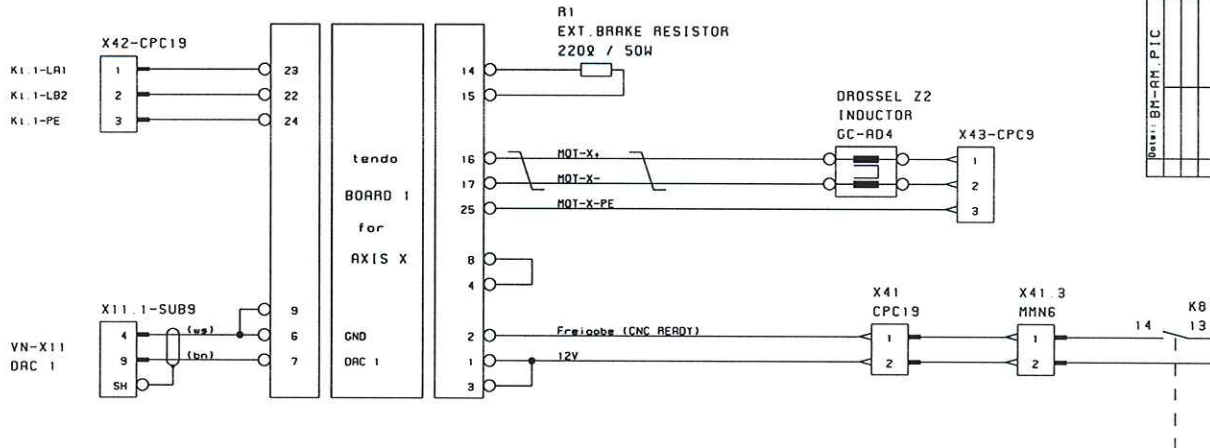 R1
EXT.BRAKE RESISTOR
220Ω / 50W
X42-CPC19
Kl.1-LA1 1 23
Kl.1-LB2 2 22
Kl.1-PE 3 24
14
15
DROSSEL Z2
INDUCTOR
GC-AD4
X43-CPC9
Datei: BM-AM.PIC
tendo
BOARD 1
for
AXIS X
16 MOT-X+ 1
17 MOT-X- 2
25 MOT-X-PE 3
8
4
X11.1-SUB9
VN-X11
DAC 1
4 (ws) 9
6 GND
9 (bn) 7 DAC 1
SH
X41
CPC19
X41.3
MMN6
K8
2 Freigabe (CNC READY) 1 1 14 13
1 12V 2 2
3